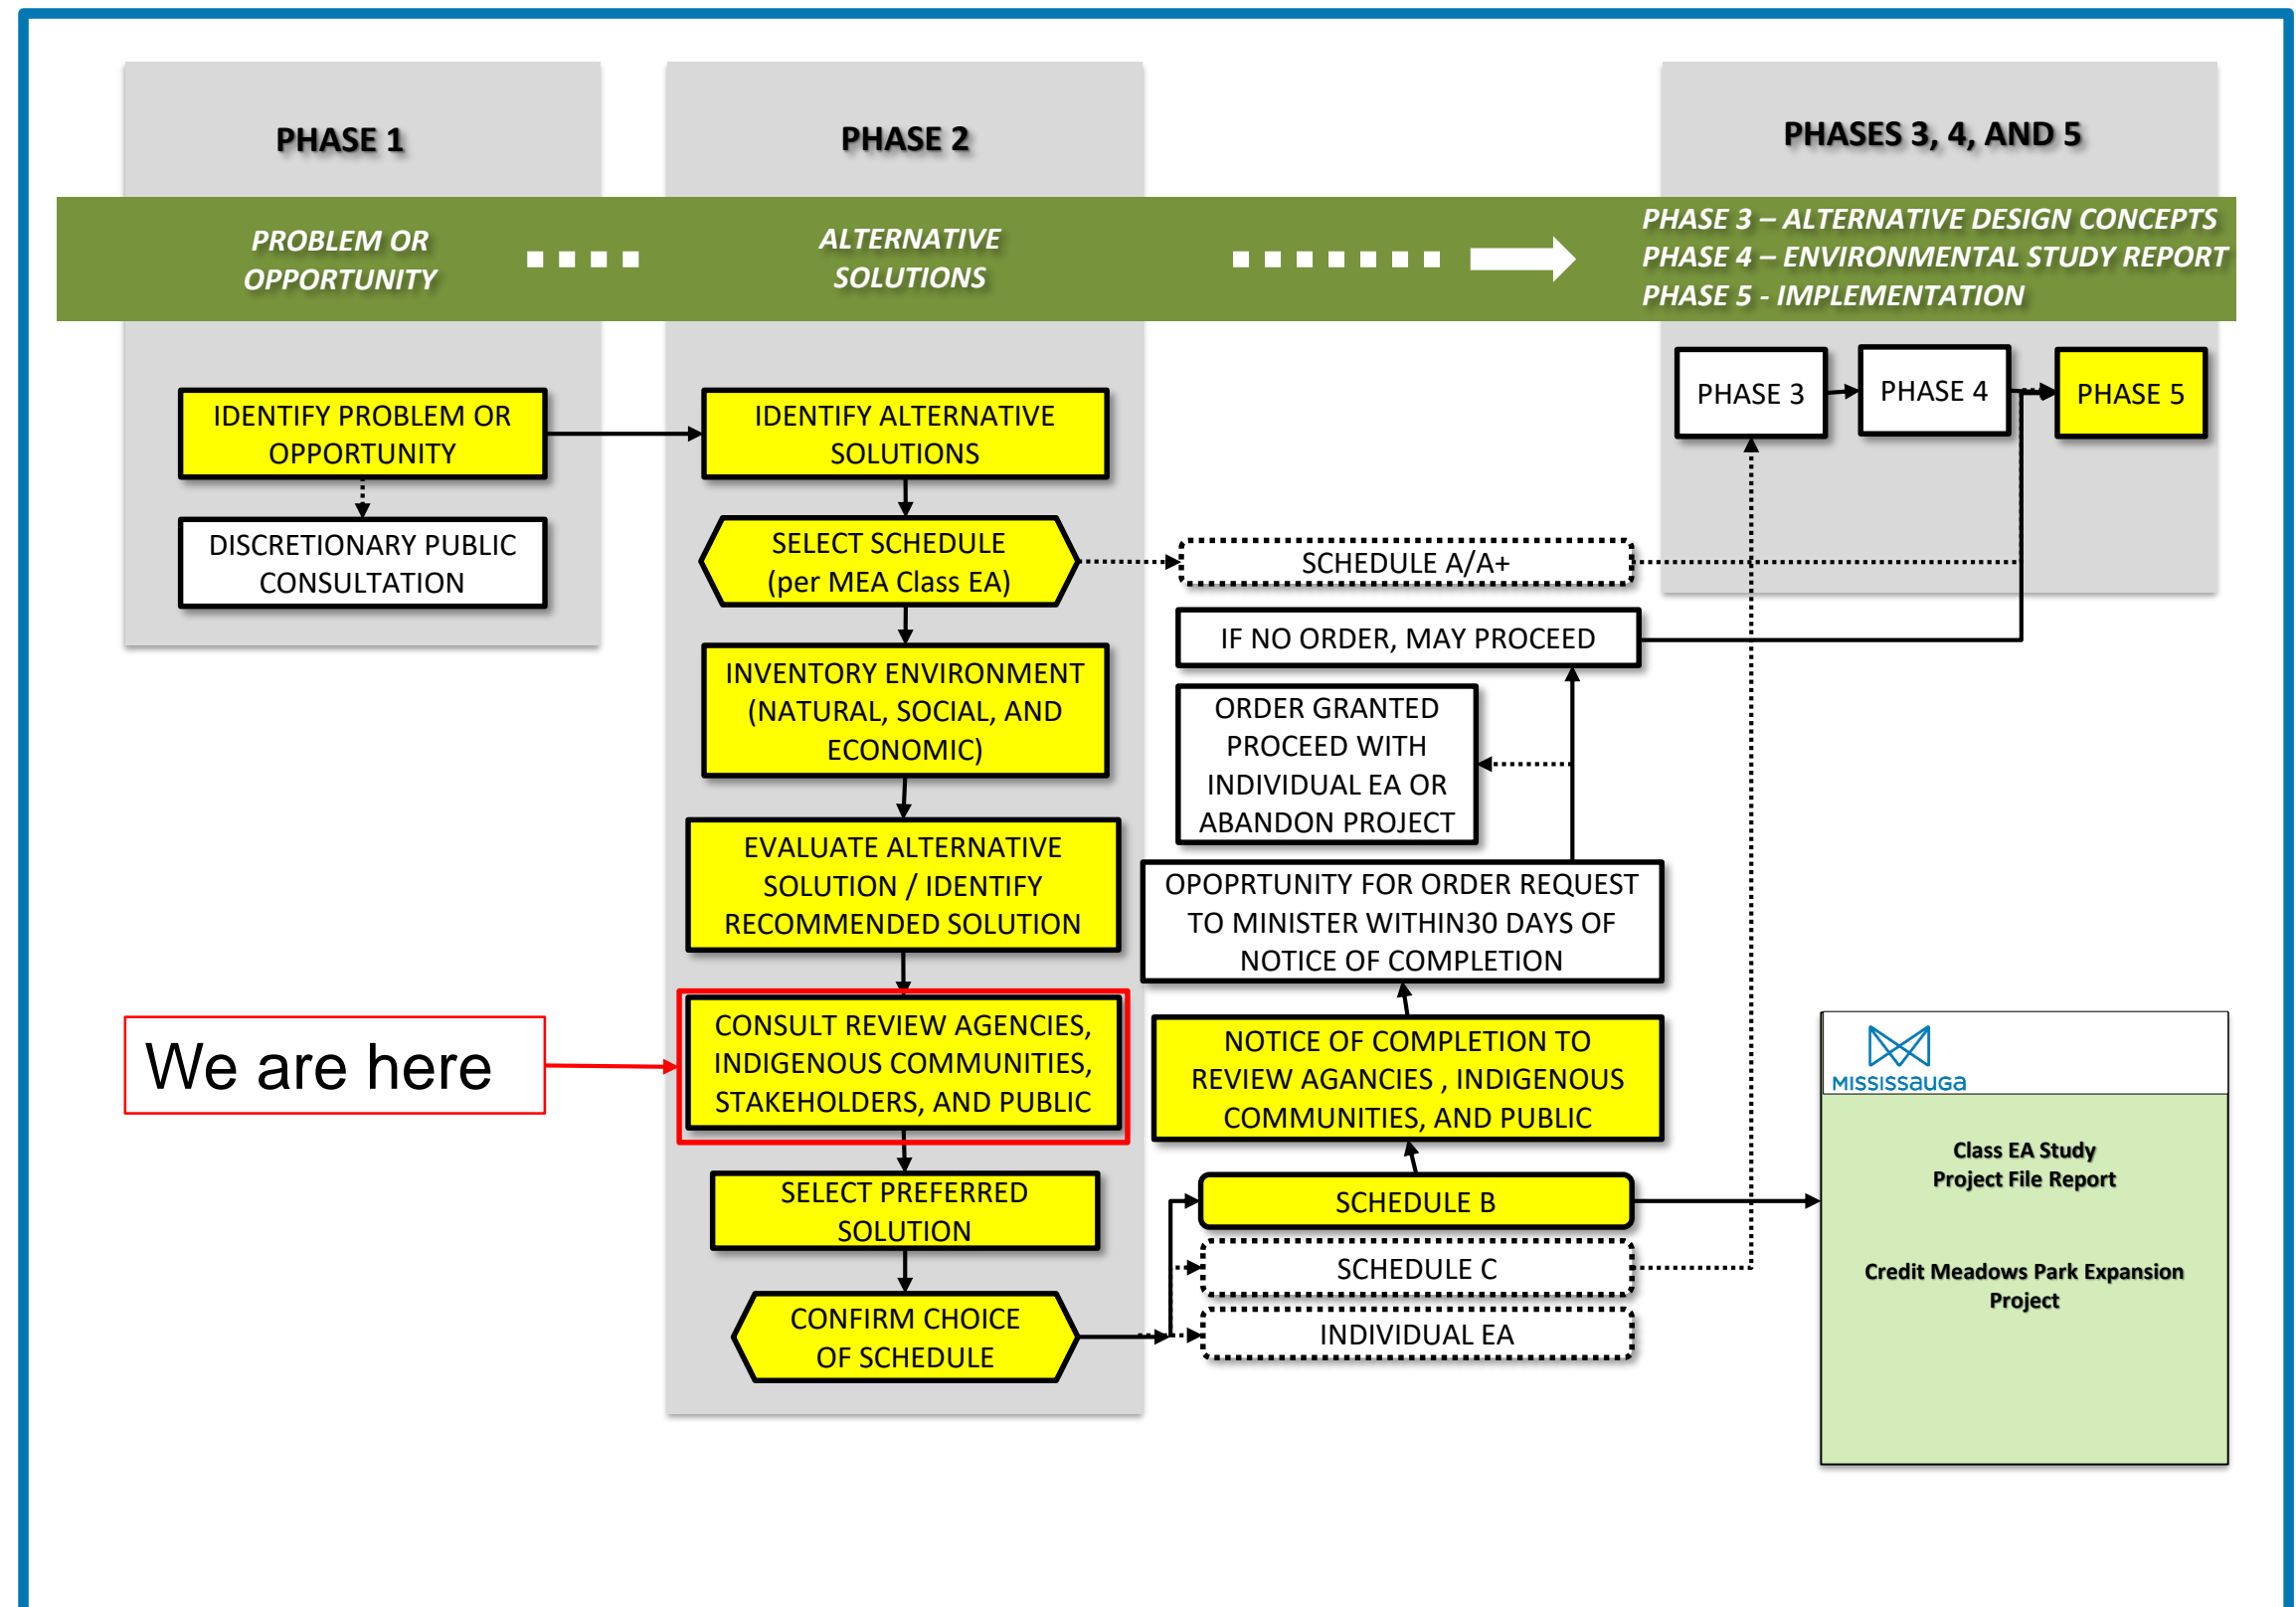 PHASE 1
PHASE 2
PHASES 3, 4, AND 5
PROBLEM OR
OPPORTUNITY
ALTERNATIVE
SOLUTIONS
PHASE 3 – ALTERNATIVE DESIGN CONCEPTS
PHASE 4 – ENVIRONMENTAL STUDY REPORT
PHASE 5 - IMPLEMENTATION
IDENTIFY PROBLEM OR
OPPORTUNITY
DISCRETIONARY PUBLIC
CONSULTATION
We are here
IDENTIFY ALTERNATIVE
SOLUTIONS
SELECT SCHEDULE
(per MEA Class EA)
INVENTORY ENVIRONMENT
(NATURAL, SOCIAL, AND
ECONOMIC)
EVALUATE ALTERNATIVE
SOLUTION / IDENTIFY
RECOMMENDED SOLUTION
CONSULT REVIEW AGENCIES,
INDIGENOUS COMMUNITIES,
STAKEHOLDERS, AND PUBLIC
SELECT PREFERRED
SOLUTION
CONFIRM CHOICE
OF SCHEDULE
SCHEDULE A/A+
IF NO ORDER, MAY PROCEED
ORDER GRANTED
PROCEED WITH
INDIVIDUAL EA OR
ABANDON PROJECT
OPOPRTUNITY FOR ORDER REQUEST
TO MINISTER WITHIN30 DAYS OF
NOTICE OF COMPLETION
NOTICE OF COMPLETION TO
REVIEW AGANCIES , INDIGENOUS
COMMUNITIES, AND PUBLIC
SCHEDULE B
SCHEDULE C
INDIVIDUAL EA
PHASE 3
PHASE 4
PHASE 5
MISSISSAUGA
Class EA Study
Project File Report
Credit Meadows Park Expansion
Project